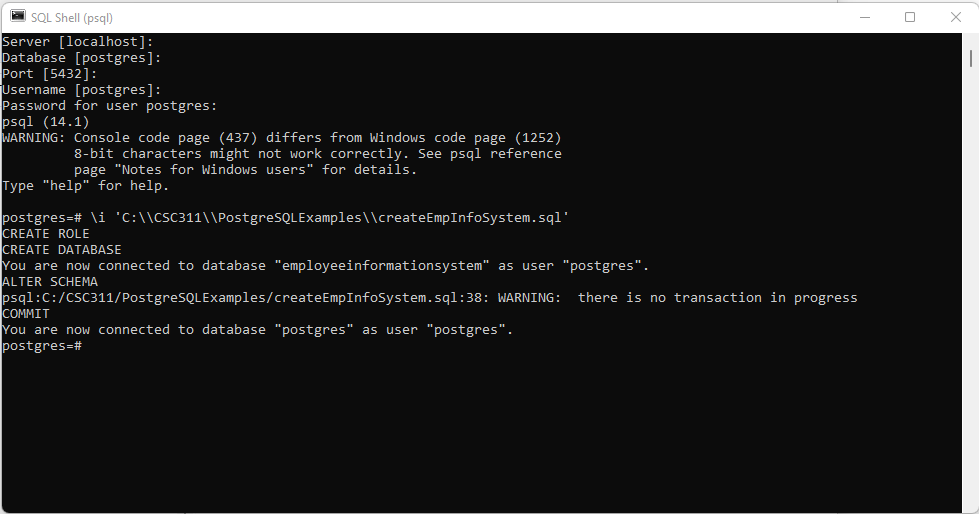 SQL Shell (psql)
Server [localhost]:
Database [postgres]:
Port [5432]:
Username [postgres]:
Password for user postgres:
psql (14.1)
WARNING: Console code page (437) differs from Windows code page (1252)
         8-bit characters might not work correctly. See psql reference
         page "Notes for Windows users" for details.
Type "help" for help.

postgres=# \i 'C:\\CSC311\\PostgreSQLExamples\\createEmpInfoSystem.sql'
CREATE ROLE
CREATE DATABASE
You are now connected to database "employeeinformationsystem" as user "postgres".
ALTER SCHEMA
psql:C:/CSC311/PostgreSQLExamples/createEmpInfoSystem.sql:38: WARNING:  there is no transaction in progress
COMMIT
You are now connected to database "postgres" as user "postgres".
postgres=#